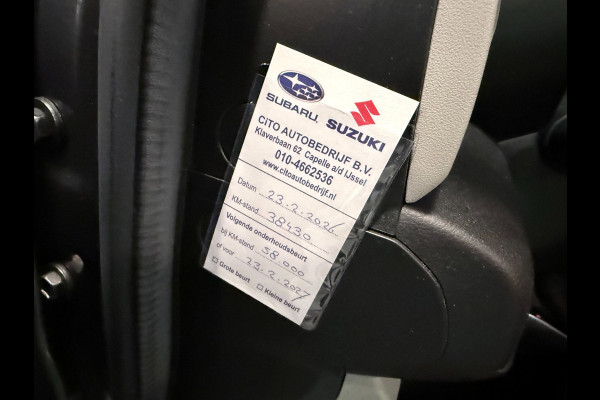 SUBARU. SUZUKI
CITO AUTOBEDRIJF B.V.
Klaverbaan 62 Capelle a/d IJssel
010-4662536
www.citoautobedrijf.nl
Datum 23.2.2026
KM-stand 38430
Volgende onderhoudsbeurt
bij KM-stand 58.000
of voor 23.2.2027
☐ Grote beurt ☐ Kleine beurt